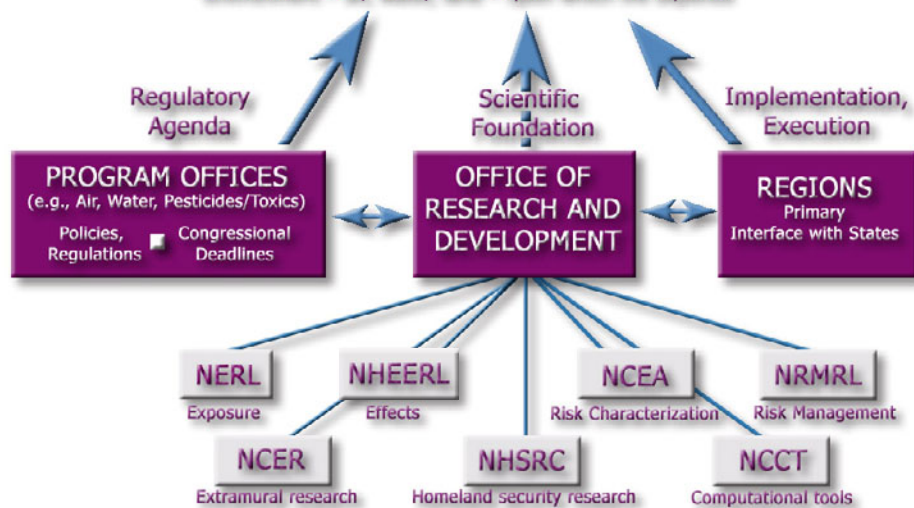 Regulatory
Agenda
Scientific
Foundation
Implementation,
Execution
PROGRAM OFFICES
(e.g., Air, Water, Pesticides/Toxics)
Policies,
Regulations
Congressional
Deadlines
OFFICE OF
RESEARCH AND
DEVELOPMENT
REGIONS
Primary
Interface with States
NERL
Exposure
NHEERL
Effects
NCEA
Risk Characterization
NRMRL
Risk Management
NCER
Extramural research
NHSRC
Homeland security research
NCCT
Computational tools